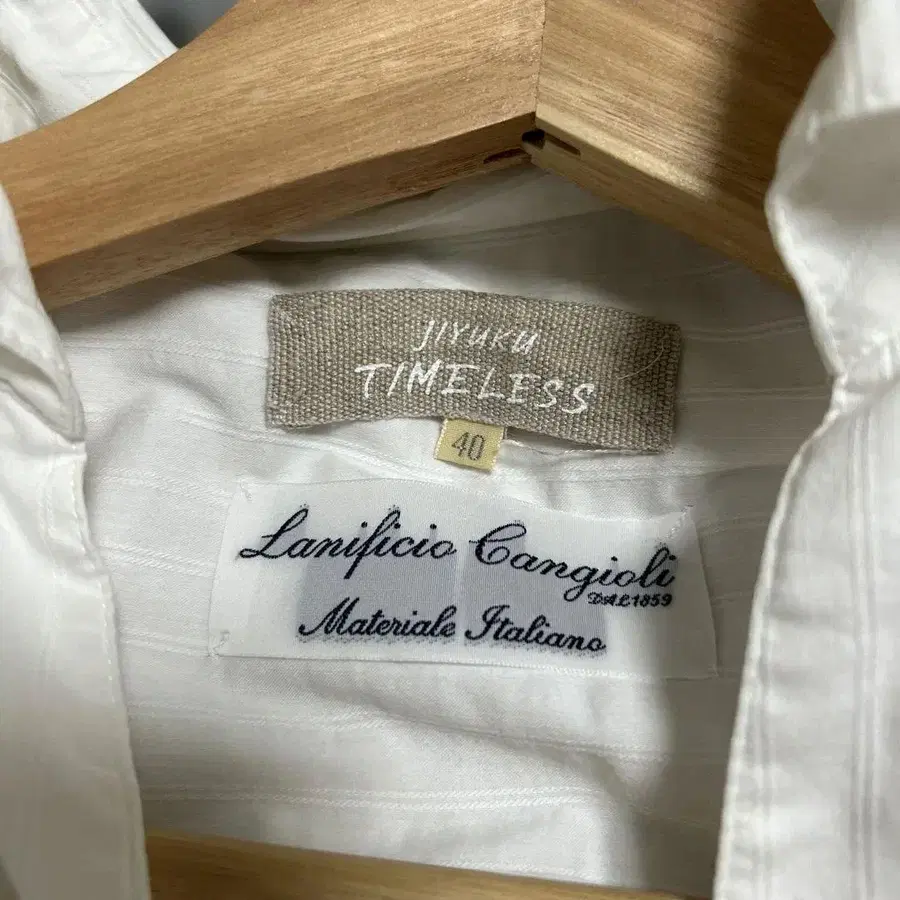 JIYUKU
TIMELESS
40
Lanificio Cangioli
DAL1859
Materiale Italiano